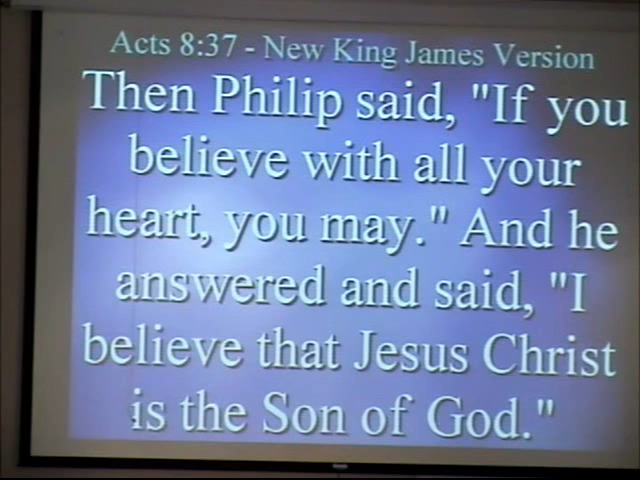 Acts 8:37 - New King James Version
Then Philip said, "If you
believe with all your
heart, you may." And he
answered and said, "I
believe that Jesus Christ
is the Son of God."